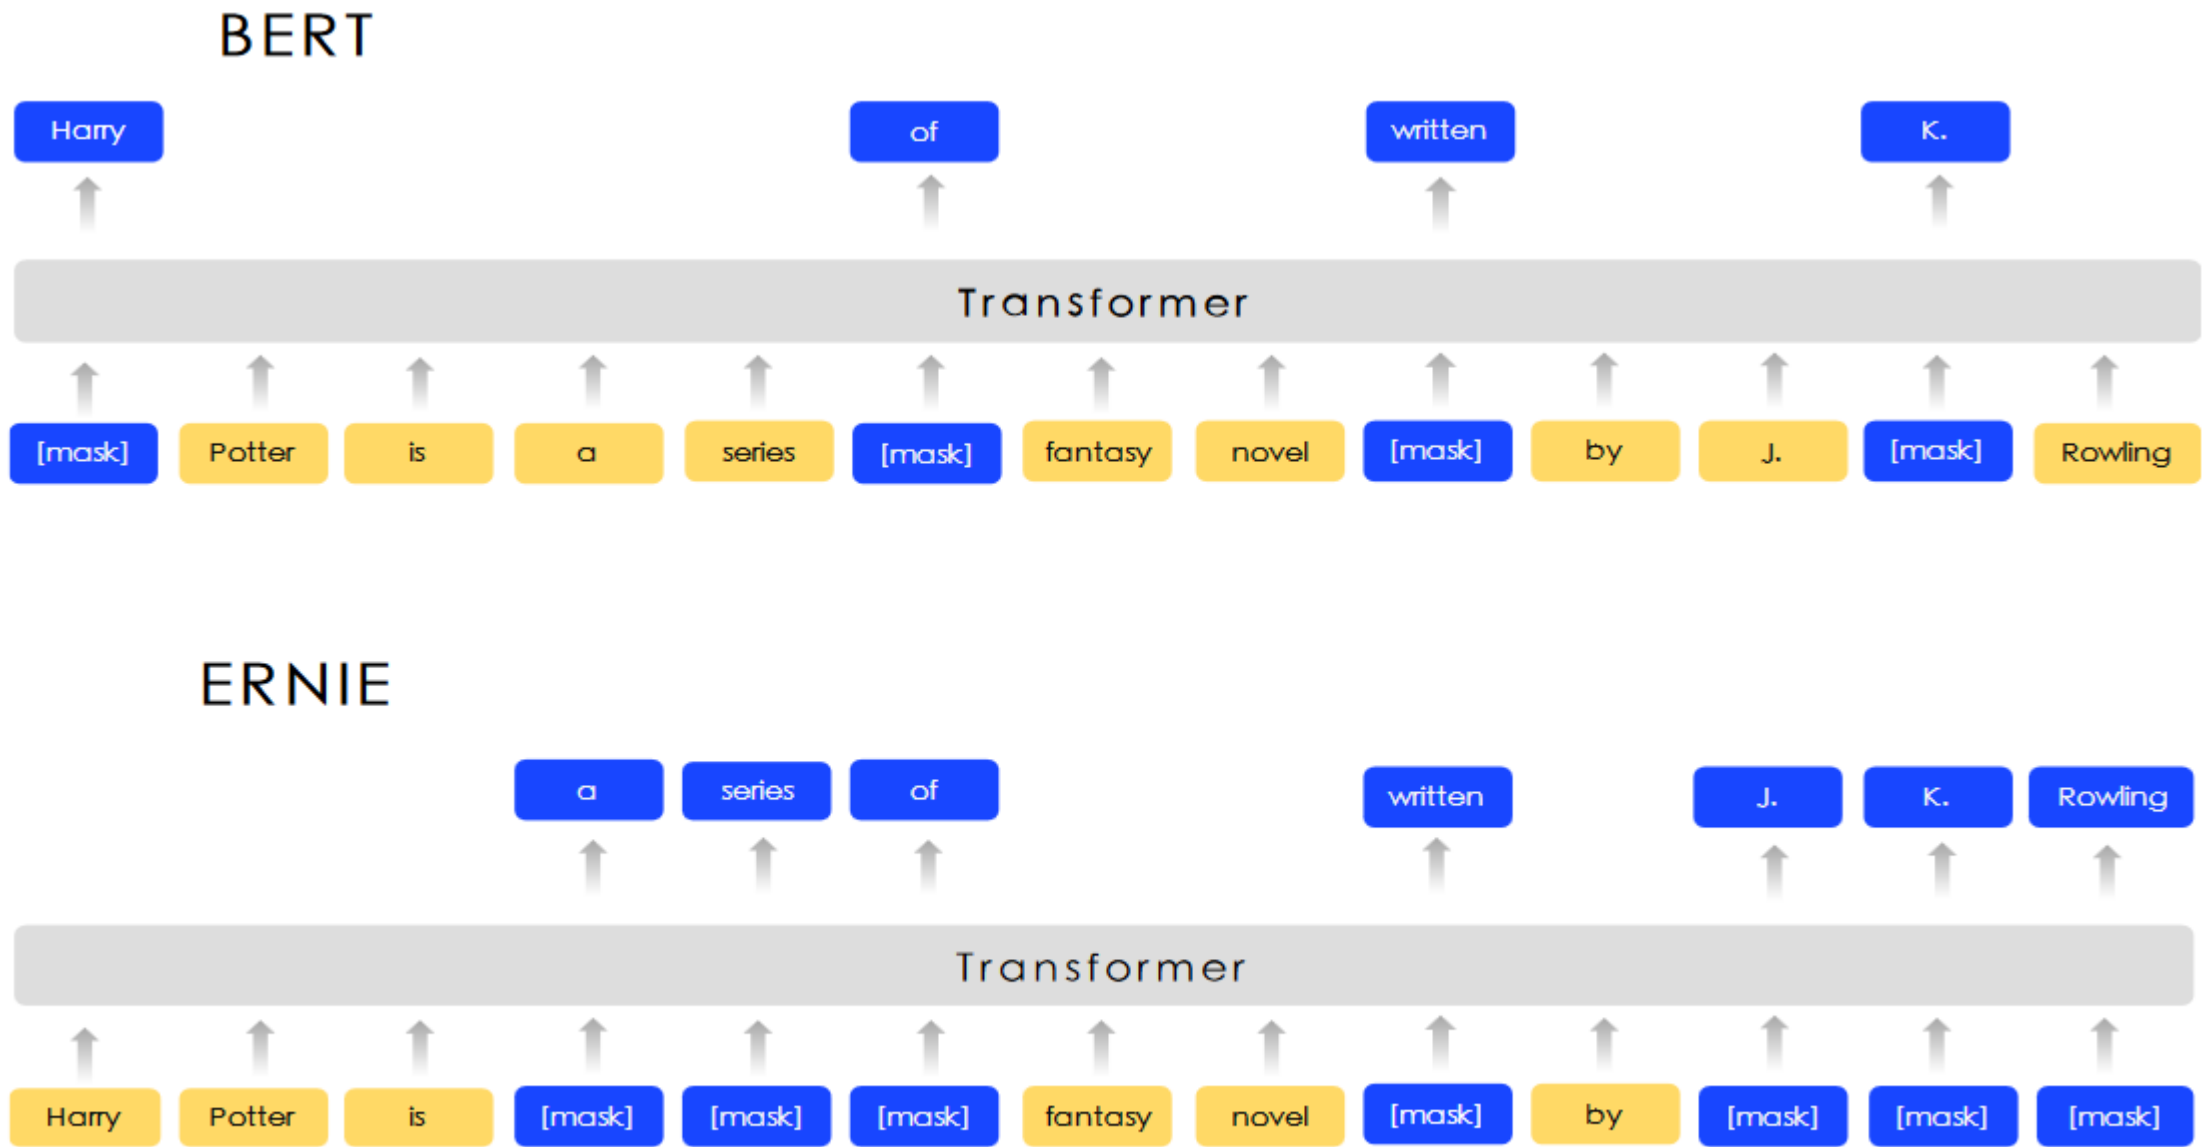 BERT
Harry of written K.
Transformer
[mask] Potter is a series [mask] fantasy novel [mask] by J. [mask] Rowling
ERNIE
a series of written J. K. Rowling
Transformer
Harry Potter is [mask] [mask] [mask] fantasy novel [mask] by [mask] [mask] [mask]